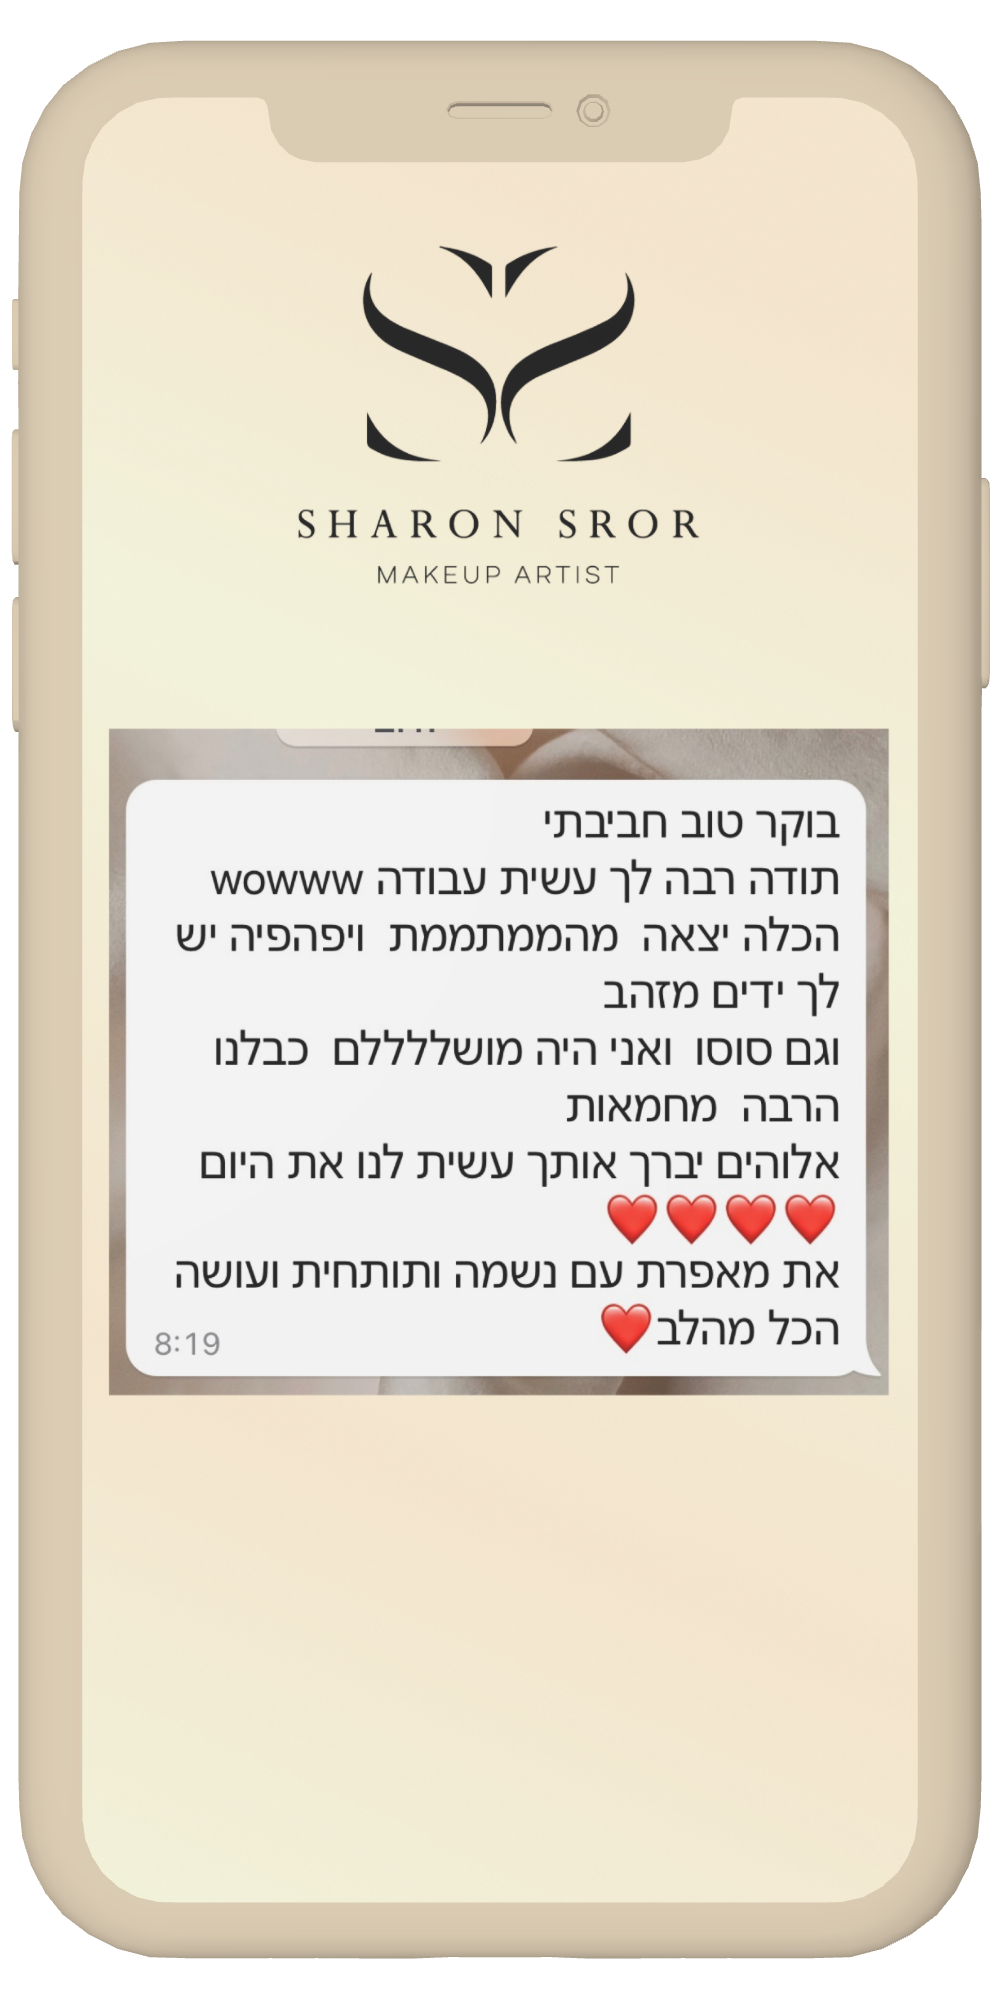 SHARON SROR
MAKEUP ARTIST
בוקר טוב חביבתי
תודה רבה לך עשית עבודה wowww
הכלה יצאה מהממתממת ויפהפיה יש
לך ידים מזהב
וגם סוסו ואני היה מושללללם כבלנו
הרבה מחמאות
אלוהים יברך אותך עשית לנו את היום
❤️❤️❤️❤️
את מאפרת עם נשמה ותותחית ועושה
הכל מהלב❤️
8:19